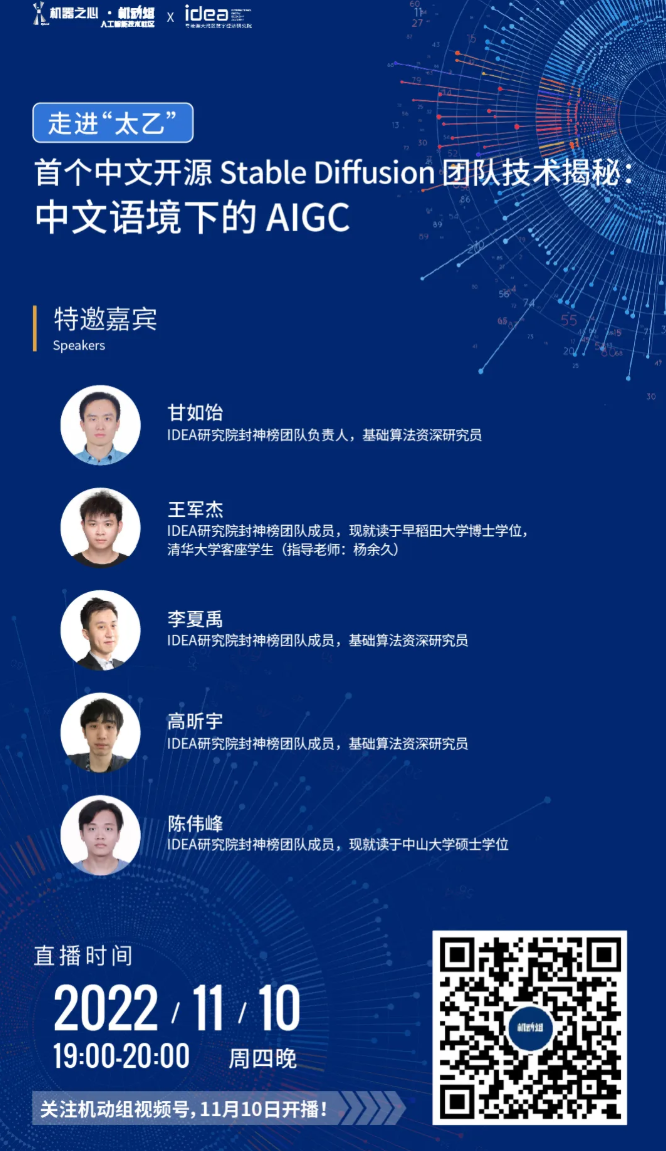 机器之心·机动组
人工智能技术社区
X
idea
粤港澳大湾区数字经济研究院
走进“太乙”
首个中文开源 Stable Diffusion 团队技术揭秘：
中文语境下的 AIGC
特邀嘉宾
Speakers
甘如饴
IDEA研究院封神榜团队负责人，基础算法资深研究员
王军杰
IDEA研究院封神榜团队成员，现就读于早稻田大学博士学位，
清华大学客座学生（指导老师：杨余久）
李夏禹
IDEA研究院封神榜团队成员，基础算法资深研究员
高昕宇
IDEA研究院封神榜团队成员，基础算法资深研究员
陈伟峰
IDEA研究院封神榜团队成员，现就读于中山大学硕士学位
直播时间
2022 / 11 / 10
19:00-20:00 周四晚
机动组
关注机动组视频号，11月10日开播！